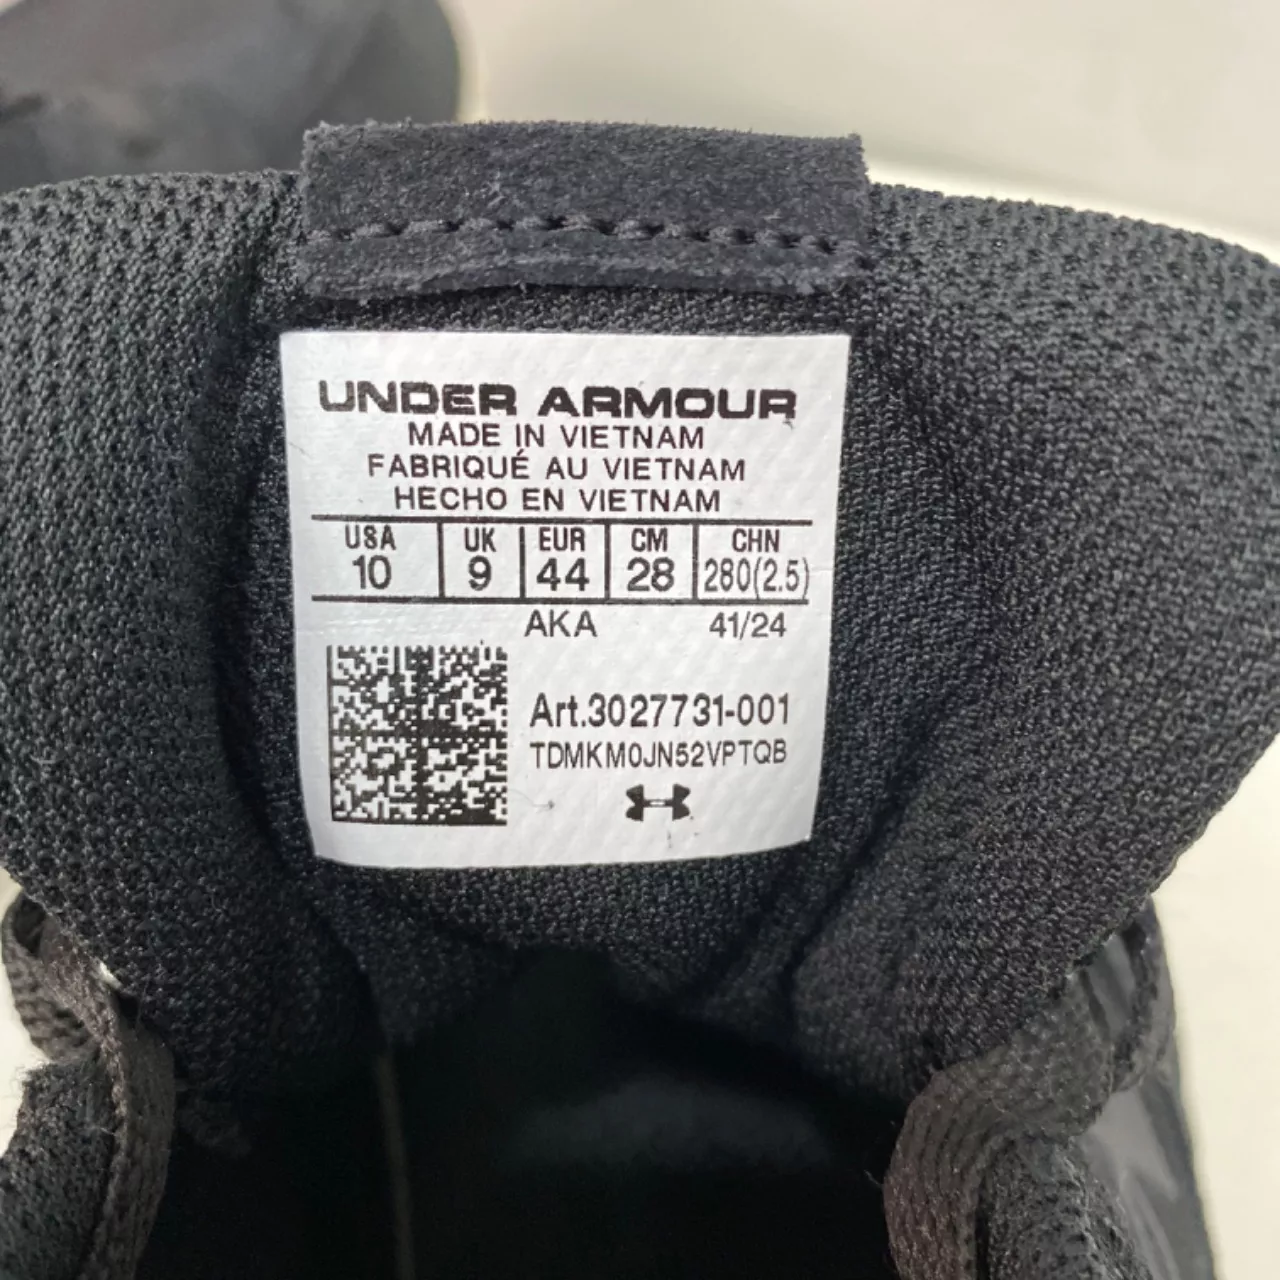 UNDER ARMOUR
MADE IN VIETNAM
FABRIQUÉ AU VIETNAM
HECHO EN VIETNAM
USA UK EUR CM CHN
10 9 44 28 280(2.5)
AKA 41/24
Art.3027731-001
TDMKM0JN52VPTQB